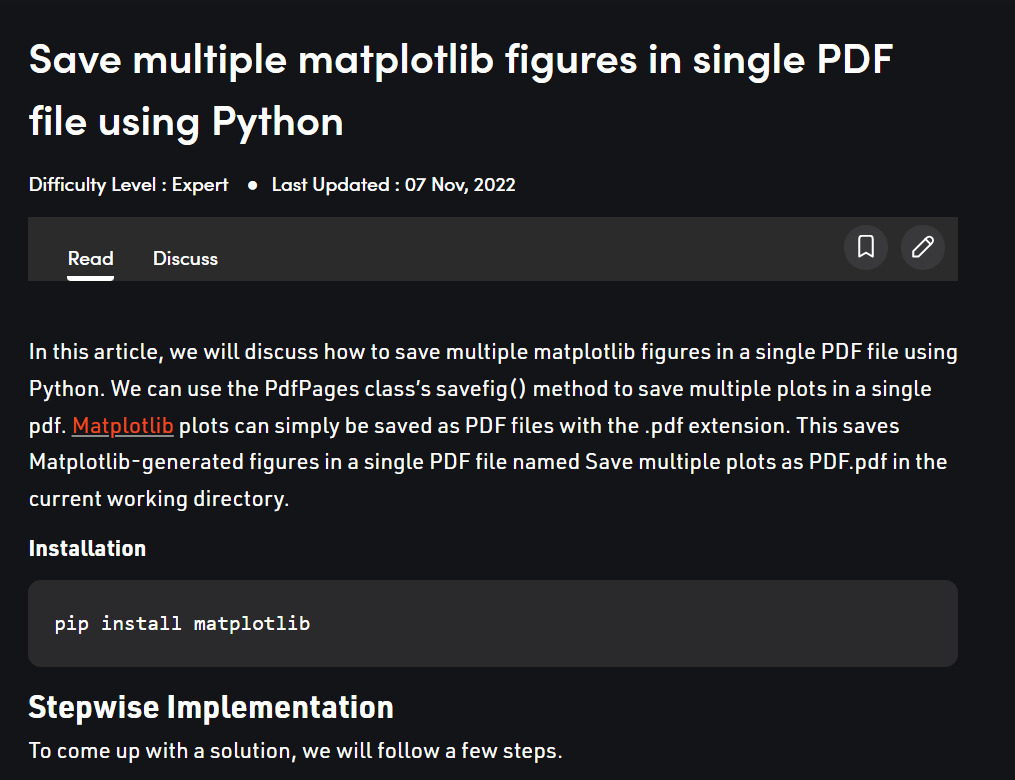 Save multiple matplotlib figures in single PDF
file using Python
Difficulty Level : Expert ● Last Updated : 07 Nov, 2022
Read Discuss
In this article, we will discuss how to save multiple matplotlib figures in a single PDF file using
Python. We can use the PdfPages class’s savefig() method to save multiple plots in a single
pdf. Matplotlib plots can simply be saved as PDF files with the .pdf extension. This saves
Matplotlib-generated figures in a single PDF file named Save multiple plots as PDF.pdf in the
current working directory.
Installation
pip install matplotlib
Stepwise Implementation
To come up with a solution, we will follow a few steps.